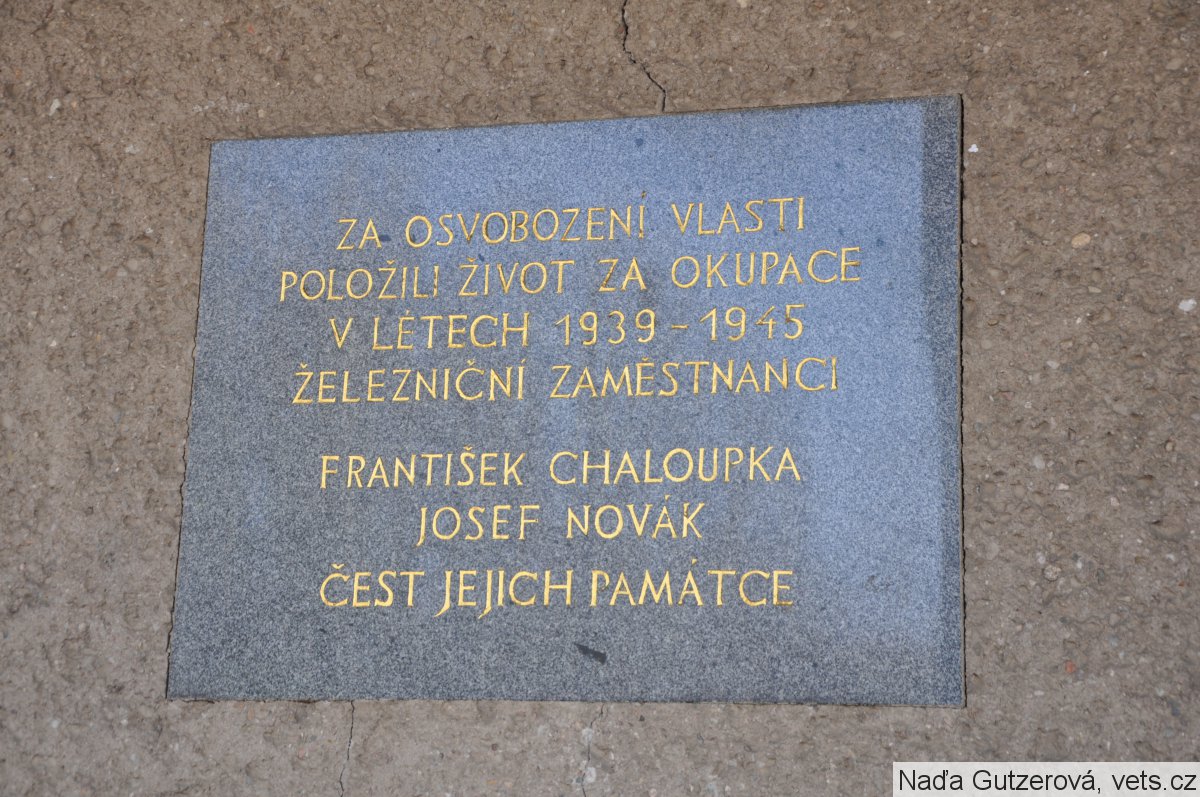 ZA OSVOBOZENÍ VLASTI
POLOŽILI ŽIVOT ZA OKUPACE
V LÉTECH 1939-1945
ŽELEZNIČNÍ ZAMĚSTNANCI
FRANTIŠEK CHALOUPKA
JOSEF NOVÁK
ČEST JEJICH PAMÁTCE
Naďa Gutzerová, vets.cz